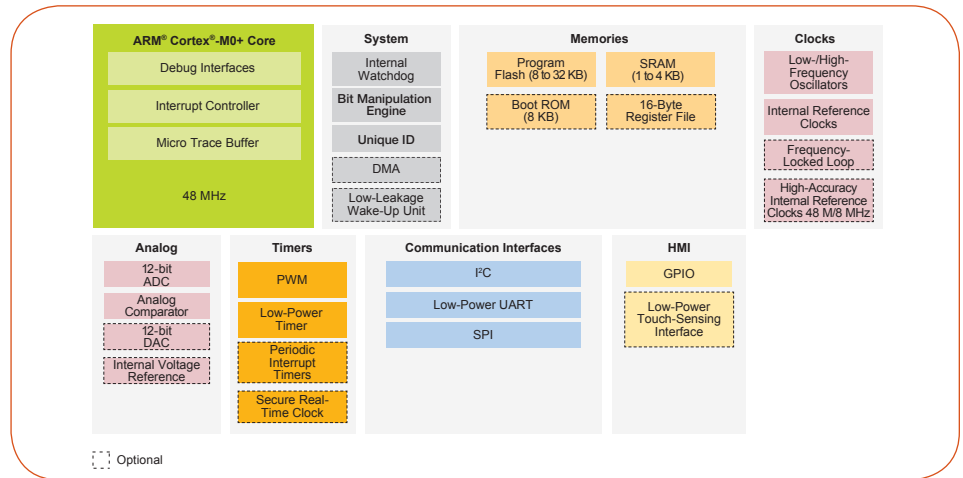 ARM® Cortex®-M0+ Core
Debug Interfaces
Interrupt Controller
Micro Trace Buffer
48 MHz
System
Internal
Watchdog
Bit Manipulation
Engine
Unique ID
DMA
Low-Leakage
Wake-Up Unit
Memories
Program
Flash (8 to 32 KB)
SRAM
(1 to 4 KB)
Boot ROM
(8 KB)
16-Byte
Register File
Clocks
Low-/High-
Frequency
Oscillators
Internal Reference
Clocks
Frequency-
Locked Loop
High-Accuracy
Internal Reference
Clocks 48 M/8 MHz
Analog
12-bit
ADC
Analog
Comparator
12-bit
DAC
Internal Voltage
Reference
Timers
PWM
Low-Power
Timer
Periodic
Interrupt
Timers
Secure Real-
Time Clock
Communication Interfaces
I²C
Low-Power UART
SPI
HMI
GPIO
Low-Power
Touch-Sensing
Interface
Optional